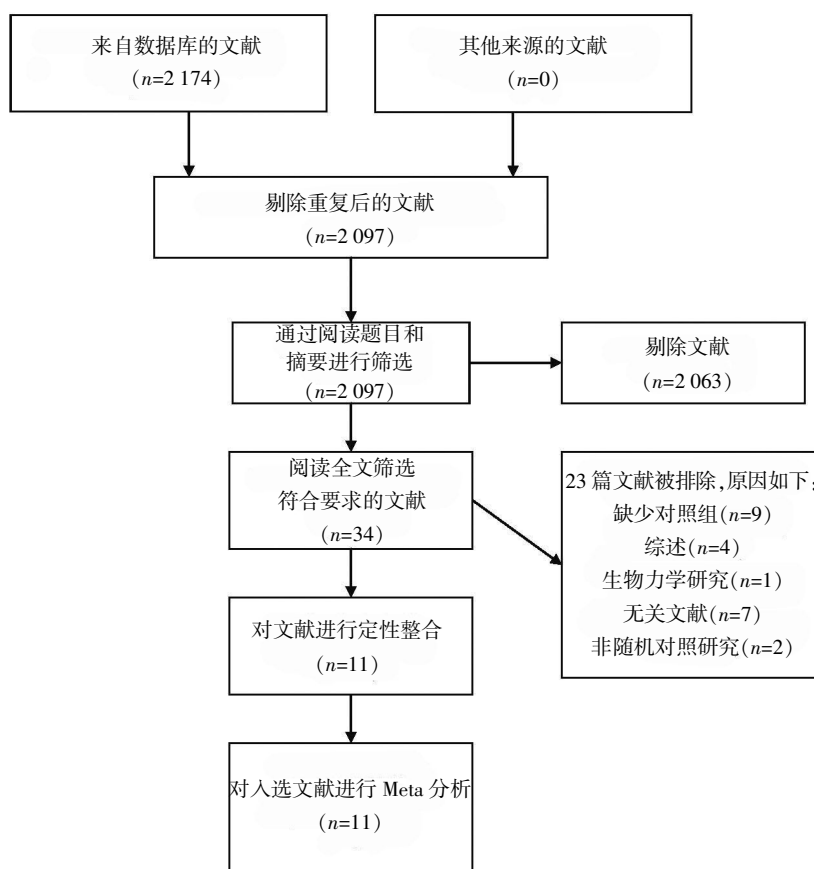 来自数据库的文献
(n=2 174)
其他来源的文献
(n=0)
剔除重复后的文献
(n=2 097)
通过阅读题目和
摘要进行筛选
(n=2 097)
剔除文献
(n=2 063)
阅读全文筛选
符合要求的文献
(n=34)
23 篇文献被排除,原因如下:
缺少对照组(n=9)
综述(n=4)
生物力学研究(n=1)
无关文献(n=7)
非随机对照研究(n=2)
对文献进行定性整合
(n=11)
对入选文献进行 Meta 分析
(n=11)